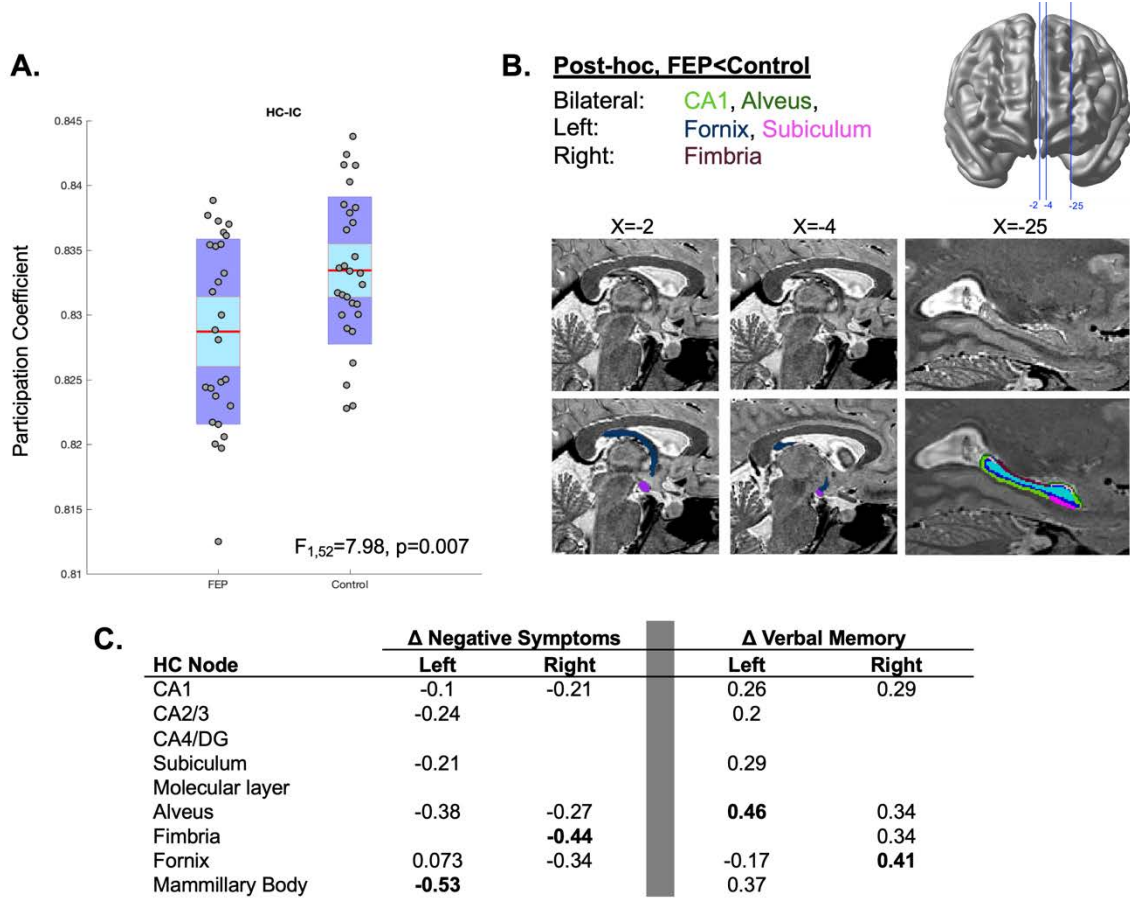 A.
HC-IC
Participation Coefficient
0.845
0.84
0.835
0.83
0.825
0.82
0.815
0.81
F1,52=7.98, p=0.007
FEP Control
B. Post-hoc, FEP<Control
Bilateral: CA1, Alveus,
Left: Fornix, Subiculum
Right: Fimbria
-2 -4 -25
X=-2 X=-4 X=-25
C. Δ Negative Symptoms Δ Verbal Memory
HC Node Left Right Left Right
CA1 -0.1 -0.21 0.26 0.29
CA2/3 -0.24 0.2
CA4/DG
Subiculum -0.21 0.29
Molecular layer
Alveus -0.38 -0.27 0.46 0.34
Fimbria -0.44 0.34
Fornix 0.073 -0.34 -0.17 0.41
Mammillary Body -0.53 0.37